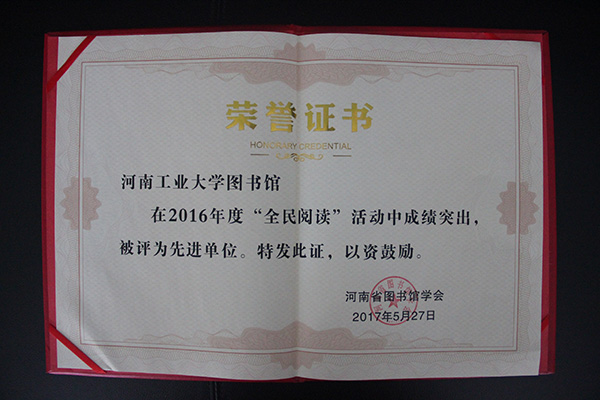 荣誉证书
HONORARY CREDENTIAL
河南工业大学图书馆
在2016年度“全民阅读”活动中成绩突出，
被评为先进单位。特发此证，以资鼓励。
河南省图书馆学会
2017年5月27日